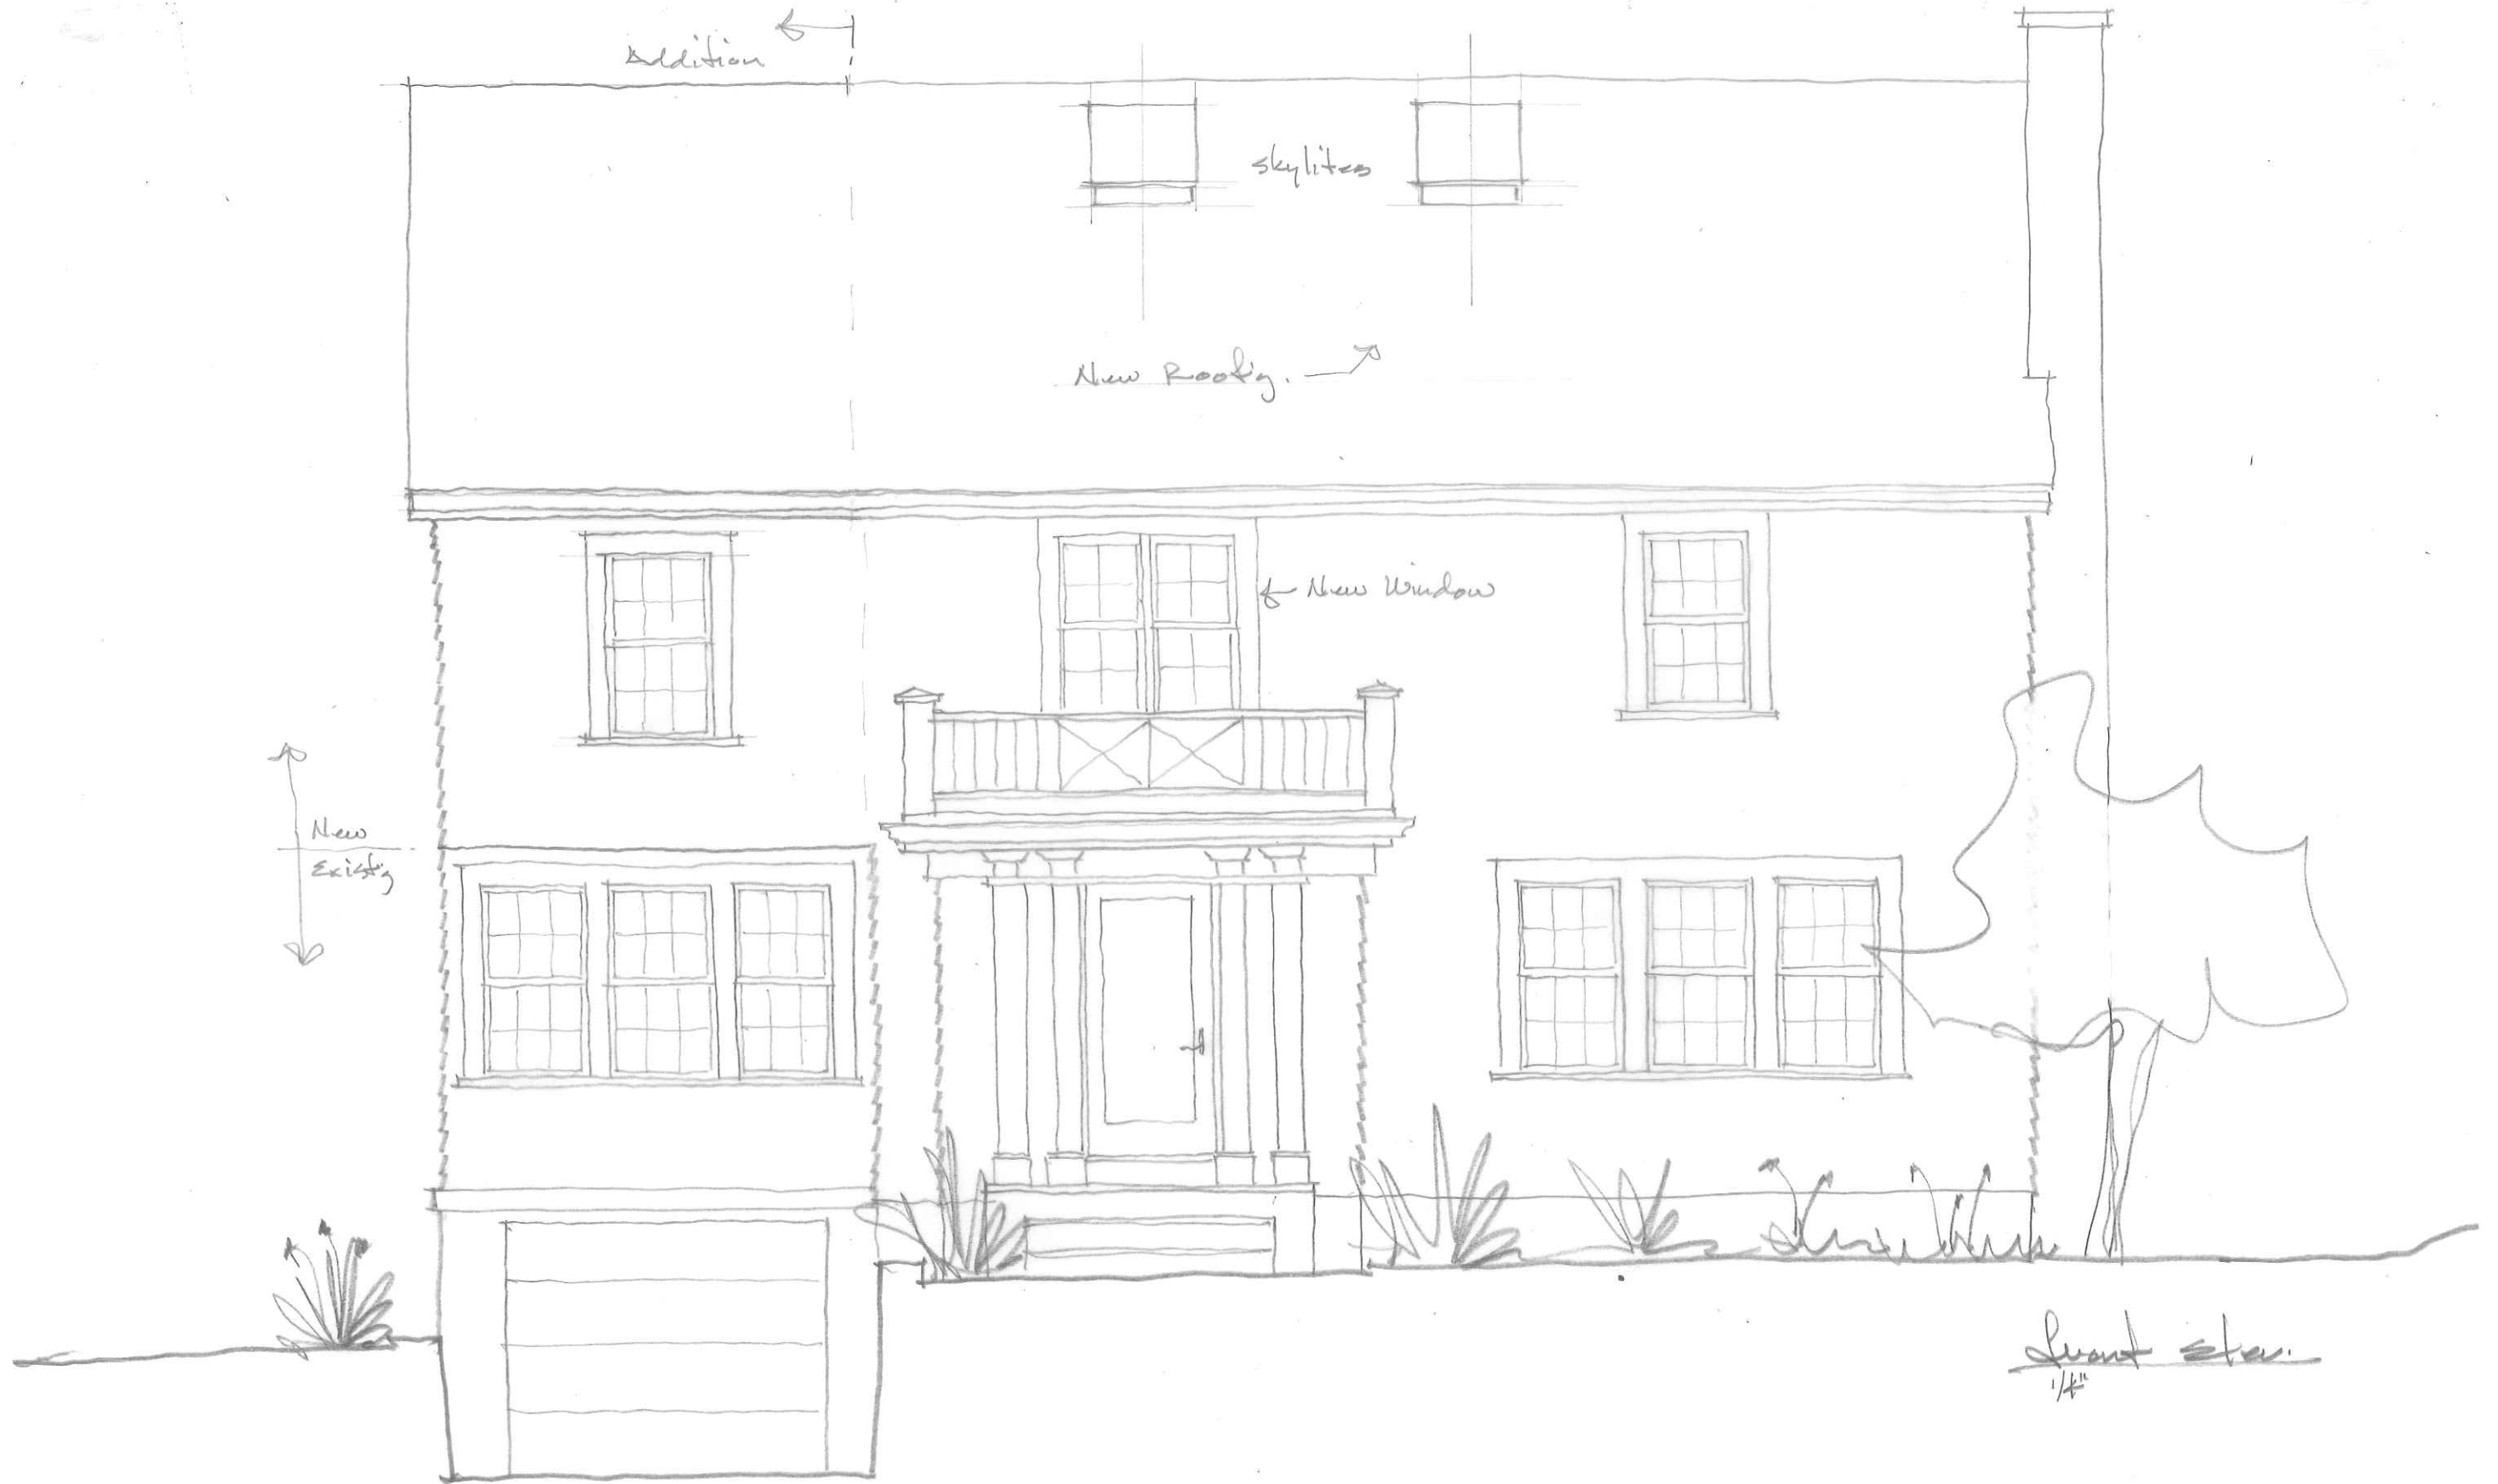 Addition
skylites
New Roof'g.
New Window
New
Exist'g
Front Elev.
1/4"